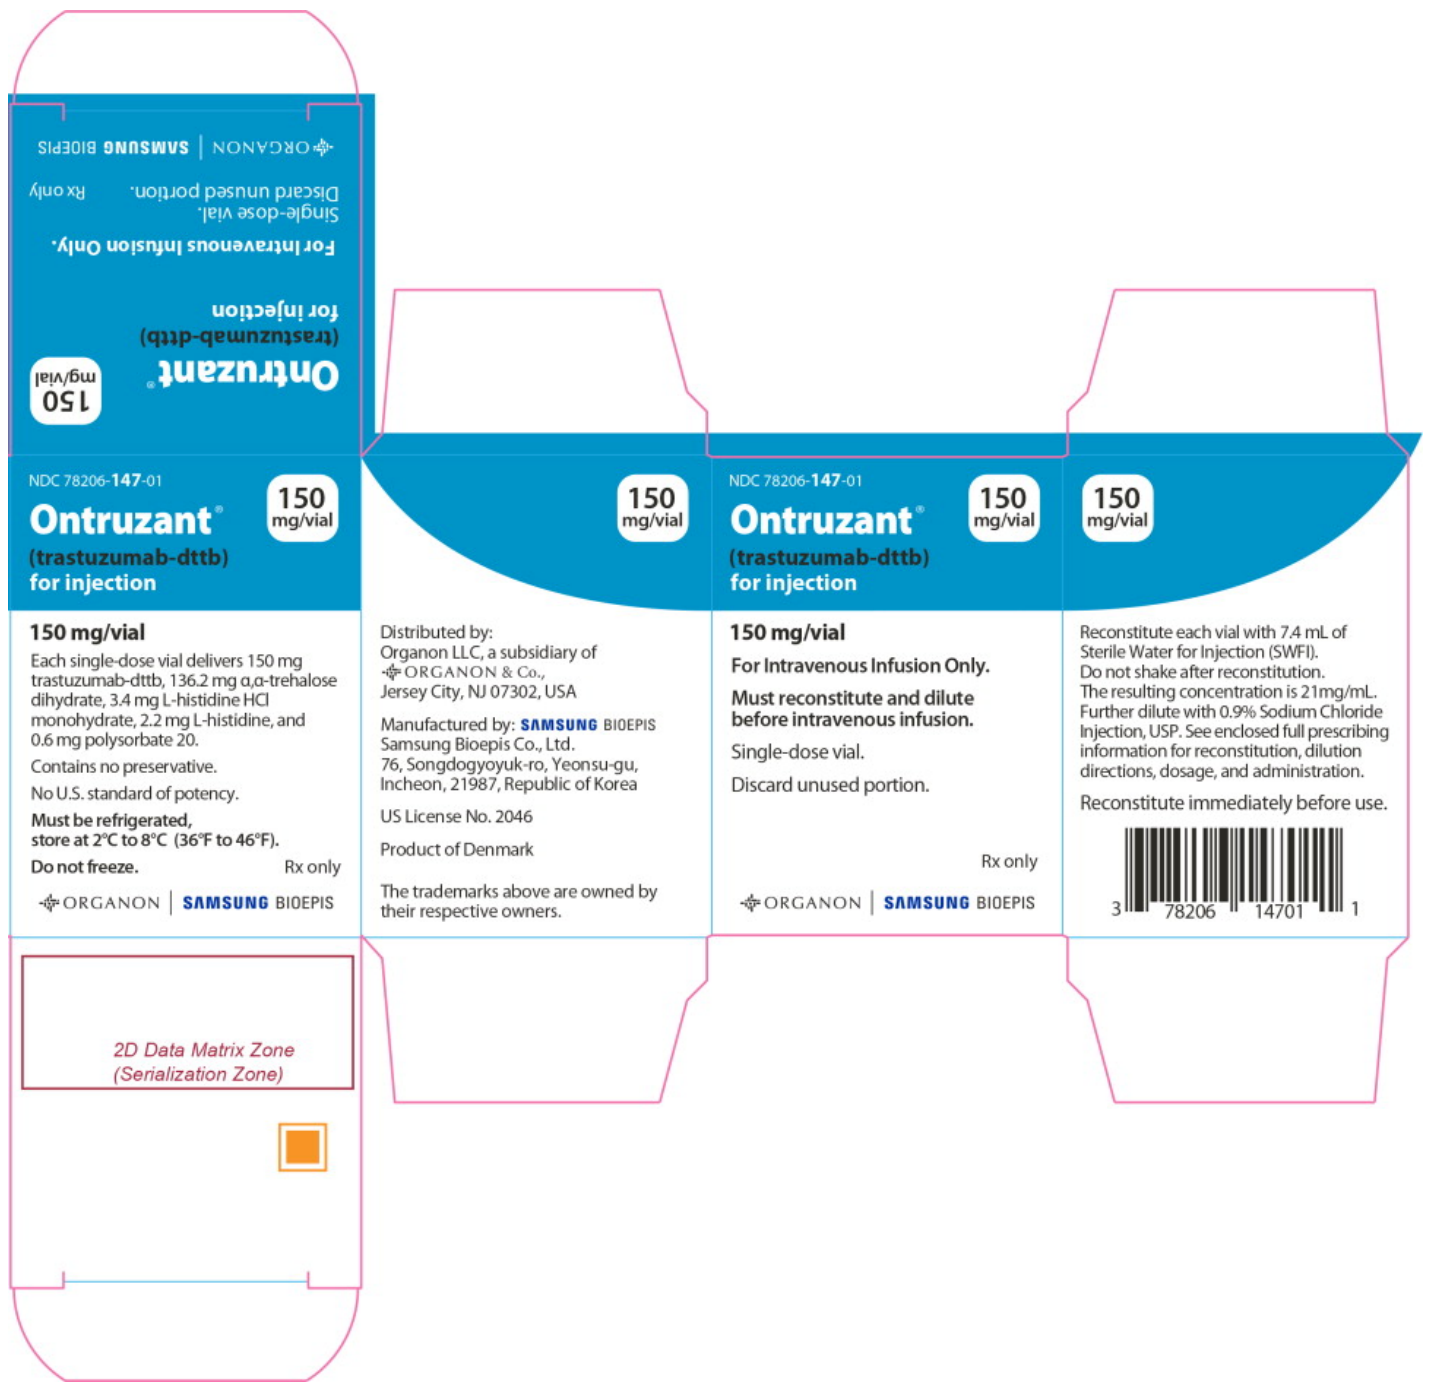 ORGANON | SAMSUNG BIOEPIS
Single-dose vial.
Discard unused portion. Rx only
For Intravenous Infusion Only.
Ontruzant®
(trastuzumab-dttb)
for injection
150
mg/vial
NDC 78206-147-01
Ontruzant®
(trastuzumab-dttb)
for injection
150
mg/vial
150 mg/vial
Each single-dose vial delivers 150 mg
trastuzumab-dttb, 136.2 mg α,α-trehalose
dihydrate, 3.4 mg L-histidine HCl
monohydrate, 2.2 mg L-histidine, and
0.6 mg polysorbate 20.
Contains no preservative.
No U.S. standard of potency.
Must be refrigerated,
store at 2°C to 8°C (36°F to 46°F).
Do not freeze. Rx only
ORGANON | SAMSUNG BIOEPIS
2D Data Matrix Zone
(Serialization Zone)
150
mg/vial
Distributed by:
Organon LLC, a subsidiary of
ORGANON & Co.,
Jersey City, NJ 07302, USA
Manufactured by: SAMSUNG BIOEPIS
Samsung Bioepis Co., Ltd.
76, Songdogyoyuk-ro, Yeonsu-gu,
Incheon, 21987, Republic of Korea
US License No. 2046
Product of Denmark
The trademarks above are owned by
their respective owners.
NDC 78206-147-01
Ontruzant®
(trastuzumab-dttb)
for injection
150
mg/vial
150 mg/vial
For Intravenous Infusion Only.
Must reconstitute and dilute
before intravenous infusion.
Single-dose vial.
Discard unused portion.
Rx only
ORGANON | SAMSUNG BIOEPIS
150
mg/vial
Reconstitute each vial with 7.4 mL of
Sterile Water for Injection (SWFI).
Do not shake after reconstitution.
The resulting concentration is 21mg/mL.
Further dilute with 0.9% Sodium Chloride
Injection, USP. See enclosed full prescribing
information for reconstitution, dilution
directions, dosage, and administration.
Reconstitute immediately before use.
3 78206 14701 1